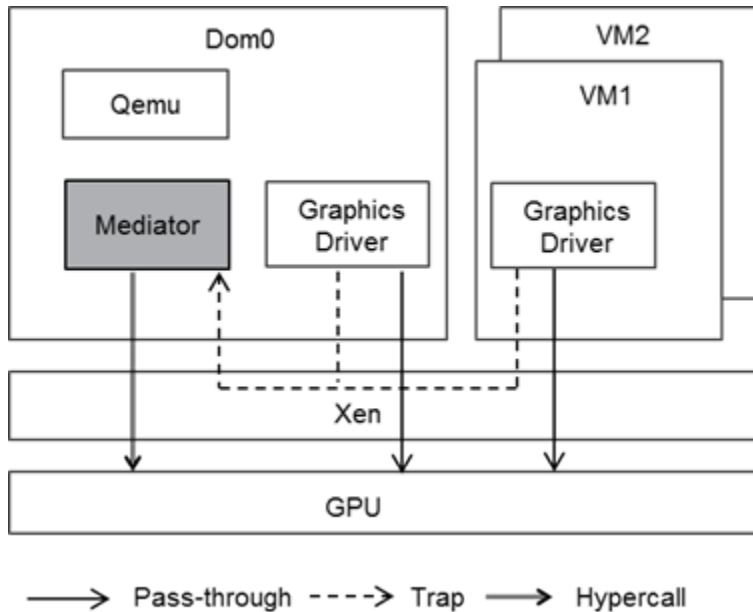 Dom0
VM2
VM1
Qemu
Mediator
Graphics
Driver
Graphics
Driver
Xen
GPU
Pass-through
Trap
Hypercall